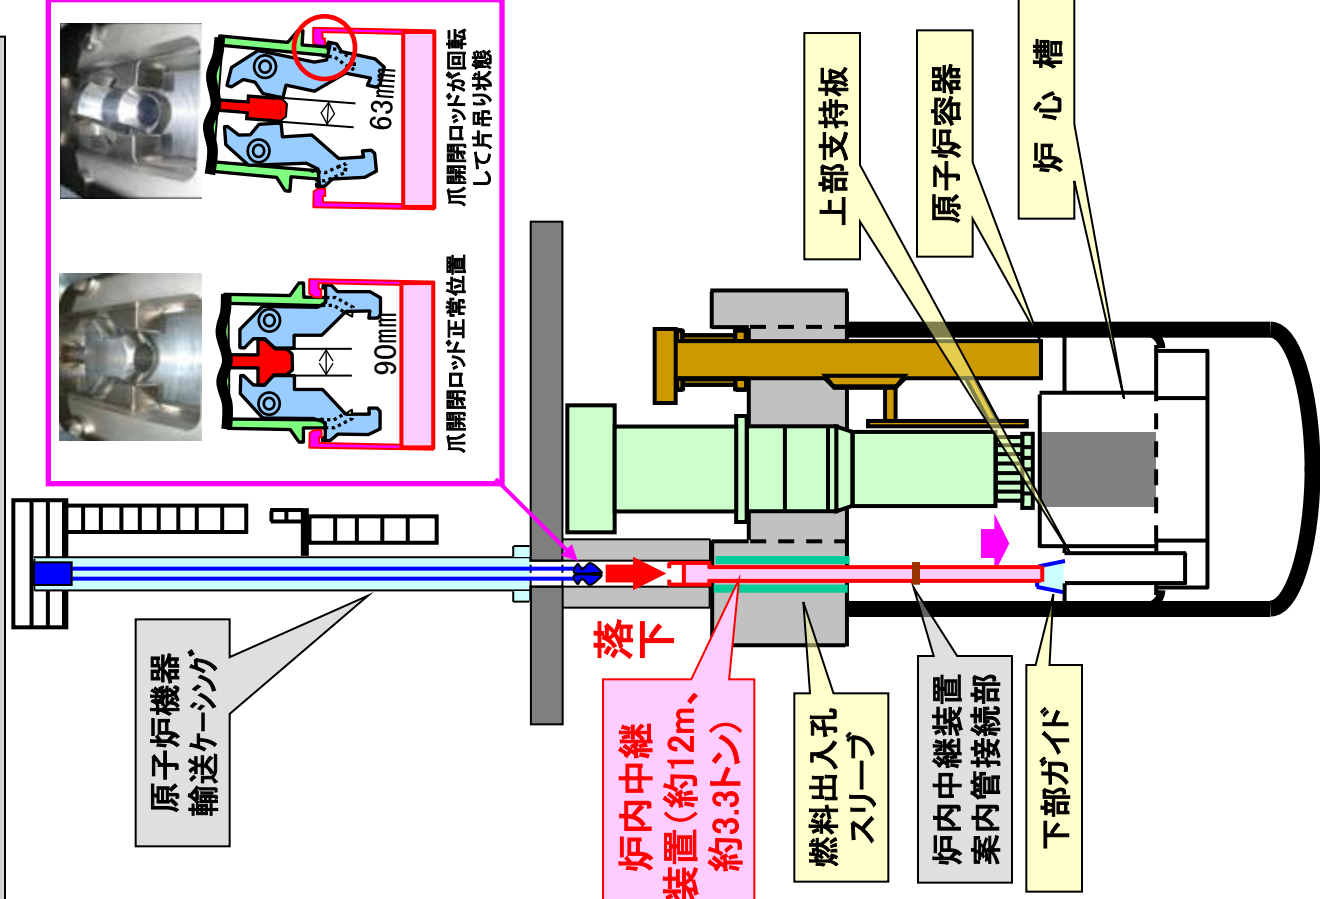 63mm
爪開閉ロッドが回転
して片吊り状態
90mm
爪開閉ロッド正常位置
原子炉機器
輸送ケーシング
落下
炉内中継
装置(約12m、
約3.3トン)
上部支持板
原子炉容器
炉心槽
燃料出入孔
スリーブ
炉内中継装置
案内管接続部
下部ガイド